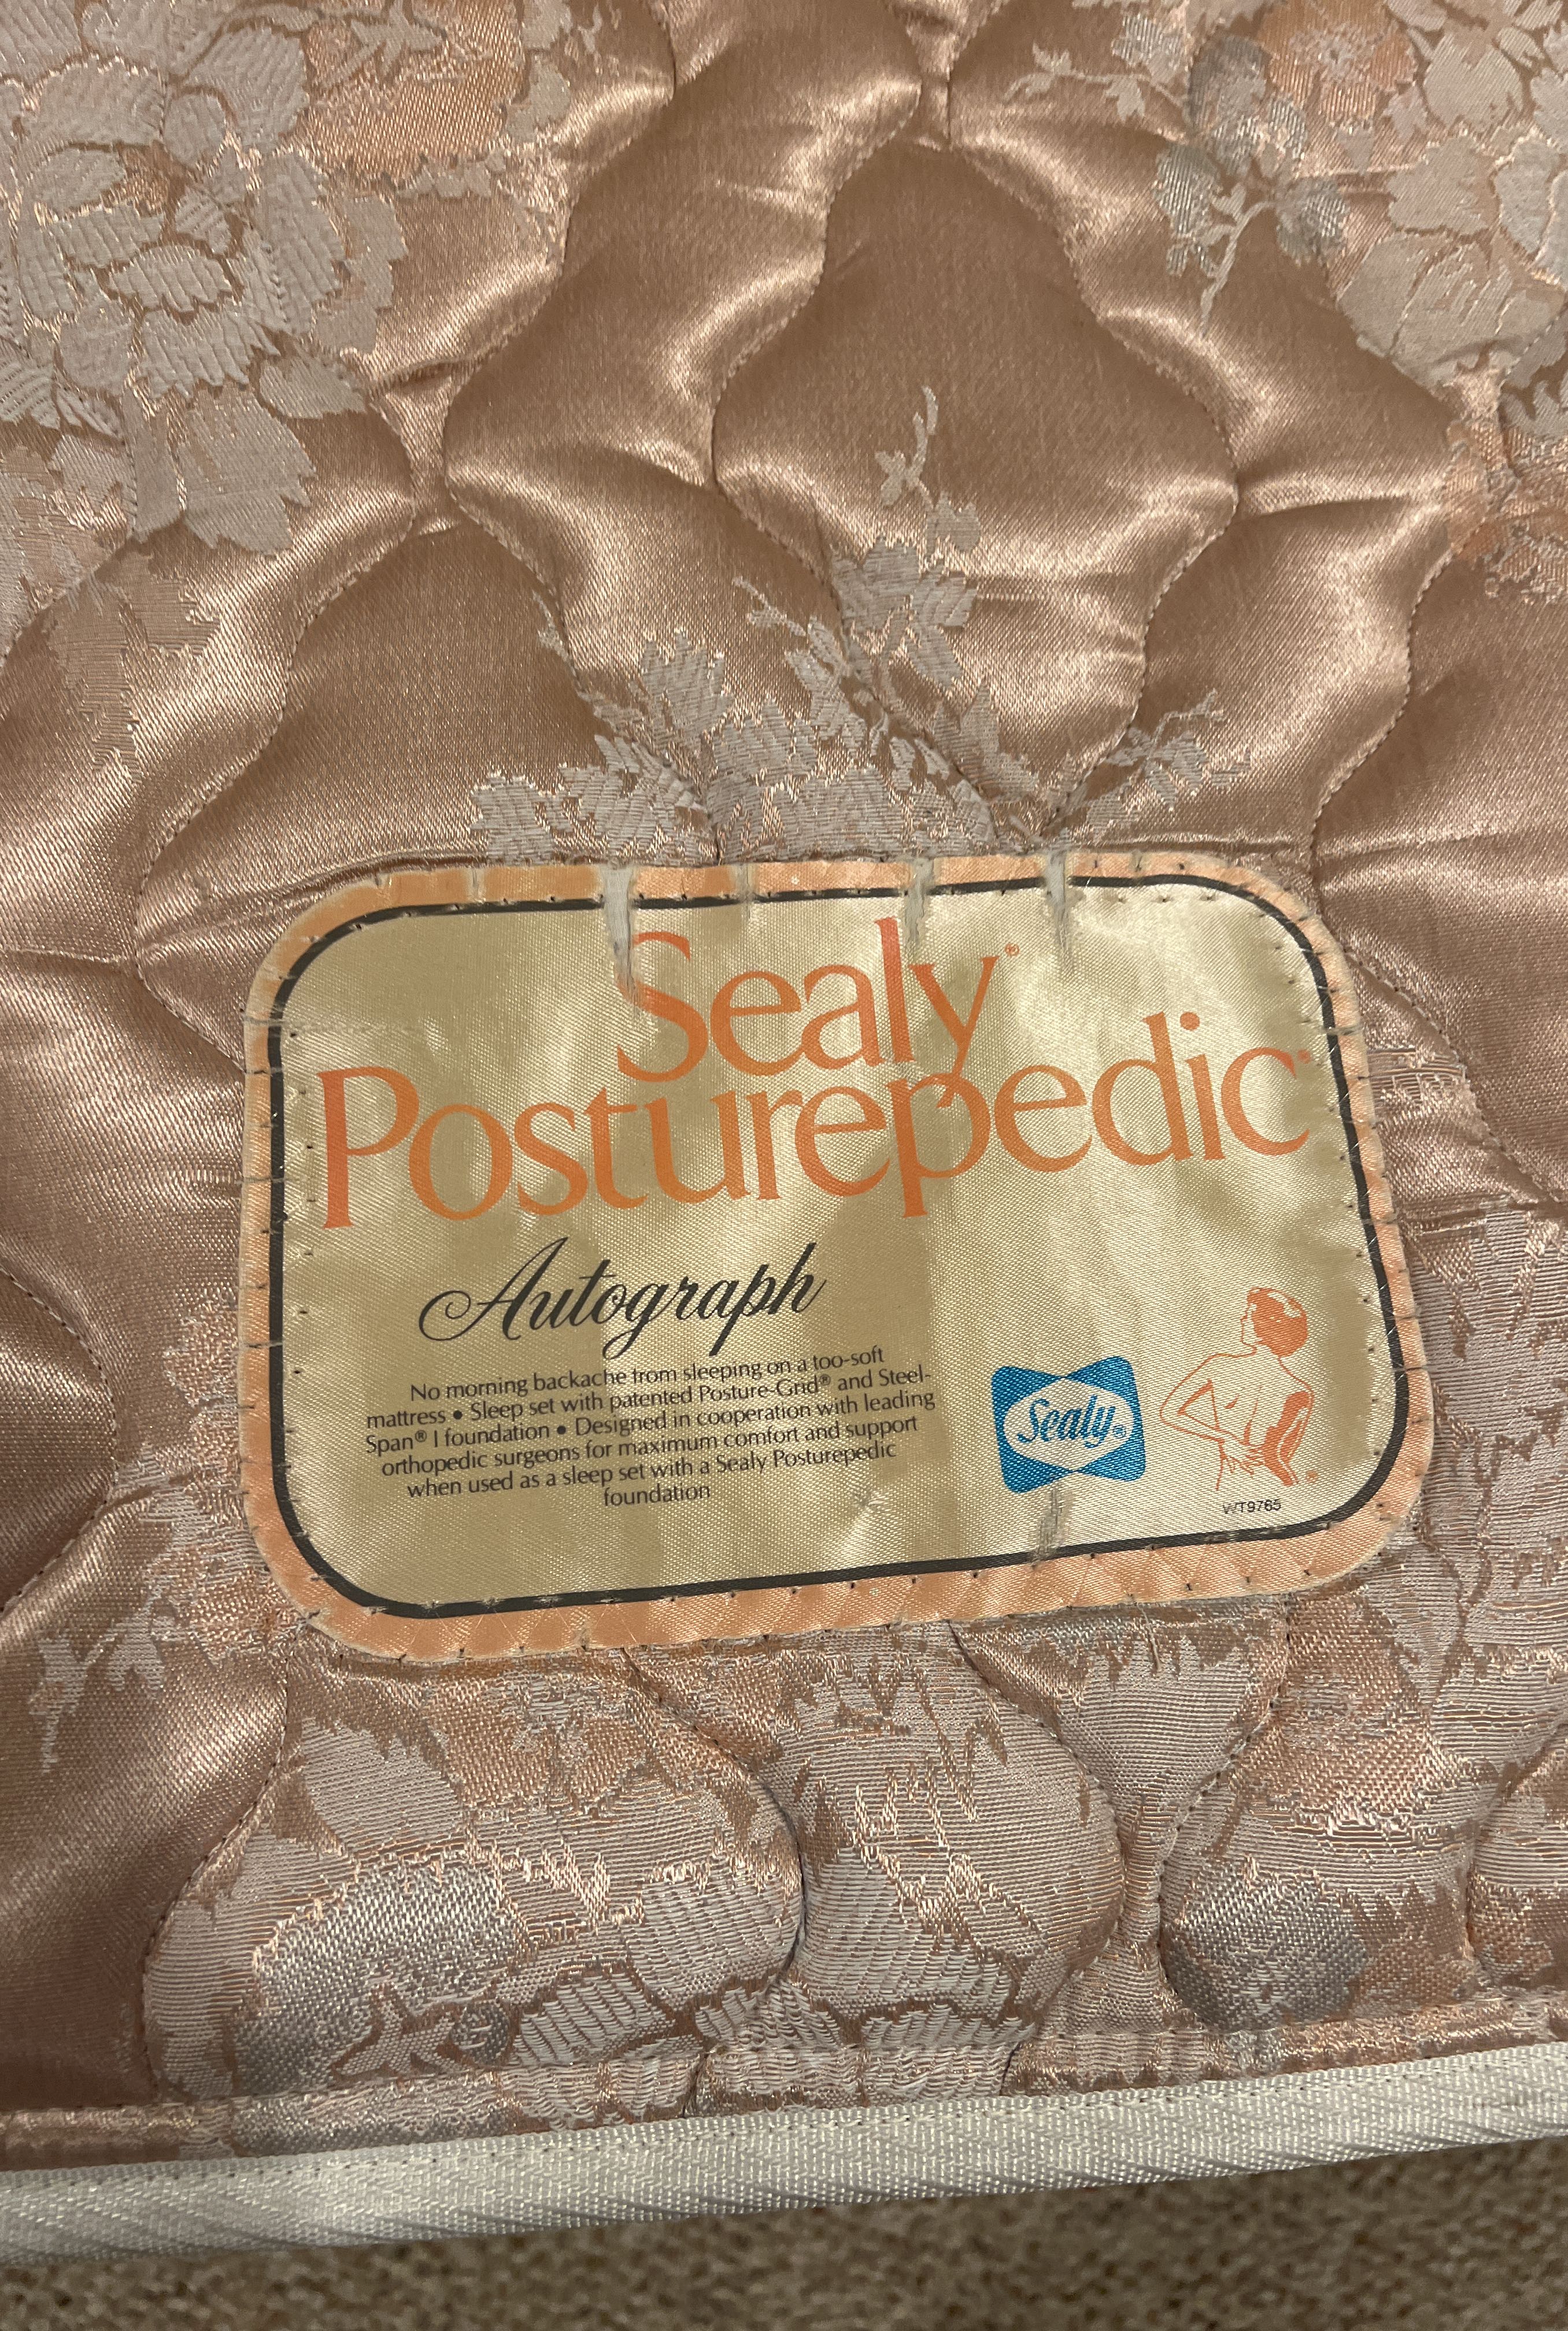 Sealy®
Posturepedic®
Autograph
No morning backache from sleeping on a too-soft
mattress • Sleep set with patented Posture-Grid® and Steel-
Span® I foundation • Designed in cooperation with leading
orthopedic surgeons for maximum comfort and support
when used as a sleep set with a Sealy Posturepedic
foundation
Sealy®
®
WT9765